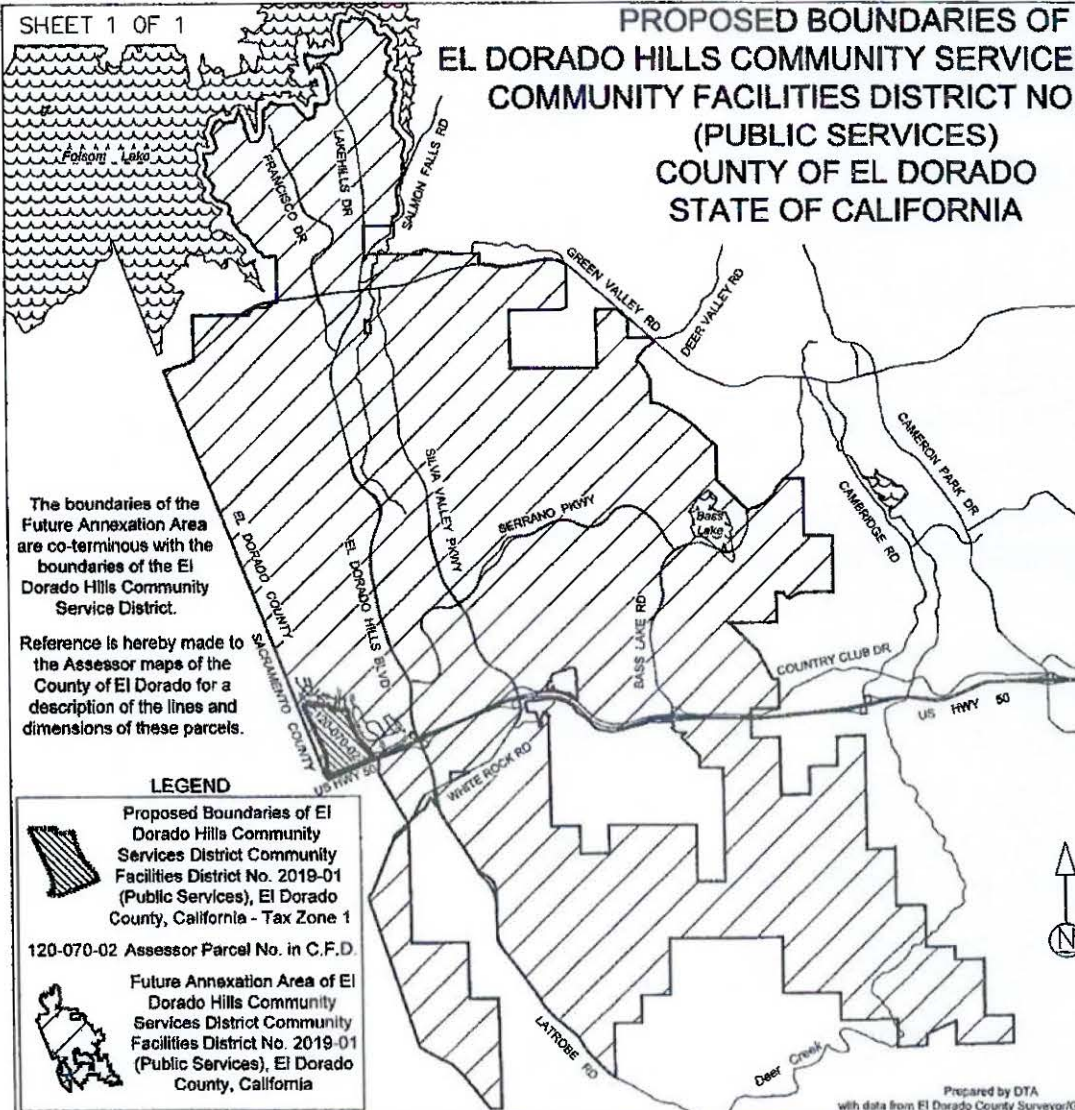 SHEET 1 OF 1
PROPOSED BOUNDARIES OF
EL DORADO HILLS COMMUNITY SERVICE
COMMUNITY FACILITIES DISTRICT NO
(PUBLIC SERVICES)
COUNTY OF EL DORADO
STATE OF CALIFORNIA
Folsom Lake
FRANCISCO DR
LAKEHILLS DR
SALMON FALLS RD
GREEN VALLEY RD
DEER VALLEY RD
CAMERON PARK DR
CAMBRIDGE RD
SILVA VALLEY PKWY
SERRANO PKWY
Bass
Lake
The boundaries of the
Future Annexation Area
are co-terminous with the
boundaries of the El
Dorado Hills Community
Service District.
Reference is hereby made to
the Assessor maps of the
County of El Dorado for a
description of the lines and
dimensions of these parcels.
EL DORADO COUNTY
SACRAMENTO COUNTY
EL DORADO HILLS BLVD
BASS LAKE RD
COUNTRY CLUB DR
US HWY 50
120-070-02
US HWY 50
WHITE ROCK RD
LATROBE RD
Deer Creek
N
LEGEND
Proposed Boundaries of El
Dorado Hills Community
Services District Community
Facilities District No. 2019-01
(Public Services), El Dorado
County, California - Tax Zone 1
120-070-02 Assessor Parcel No. in C.F.D.
Future Annexation Area of El
Dorado Hills Community
Services District Community
Facilities District No. 2019-01
(Public Services), El Dorado
County, California
Prepared by DTA
with data from El Dorado County Surveyor/G